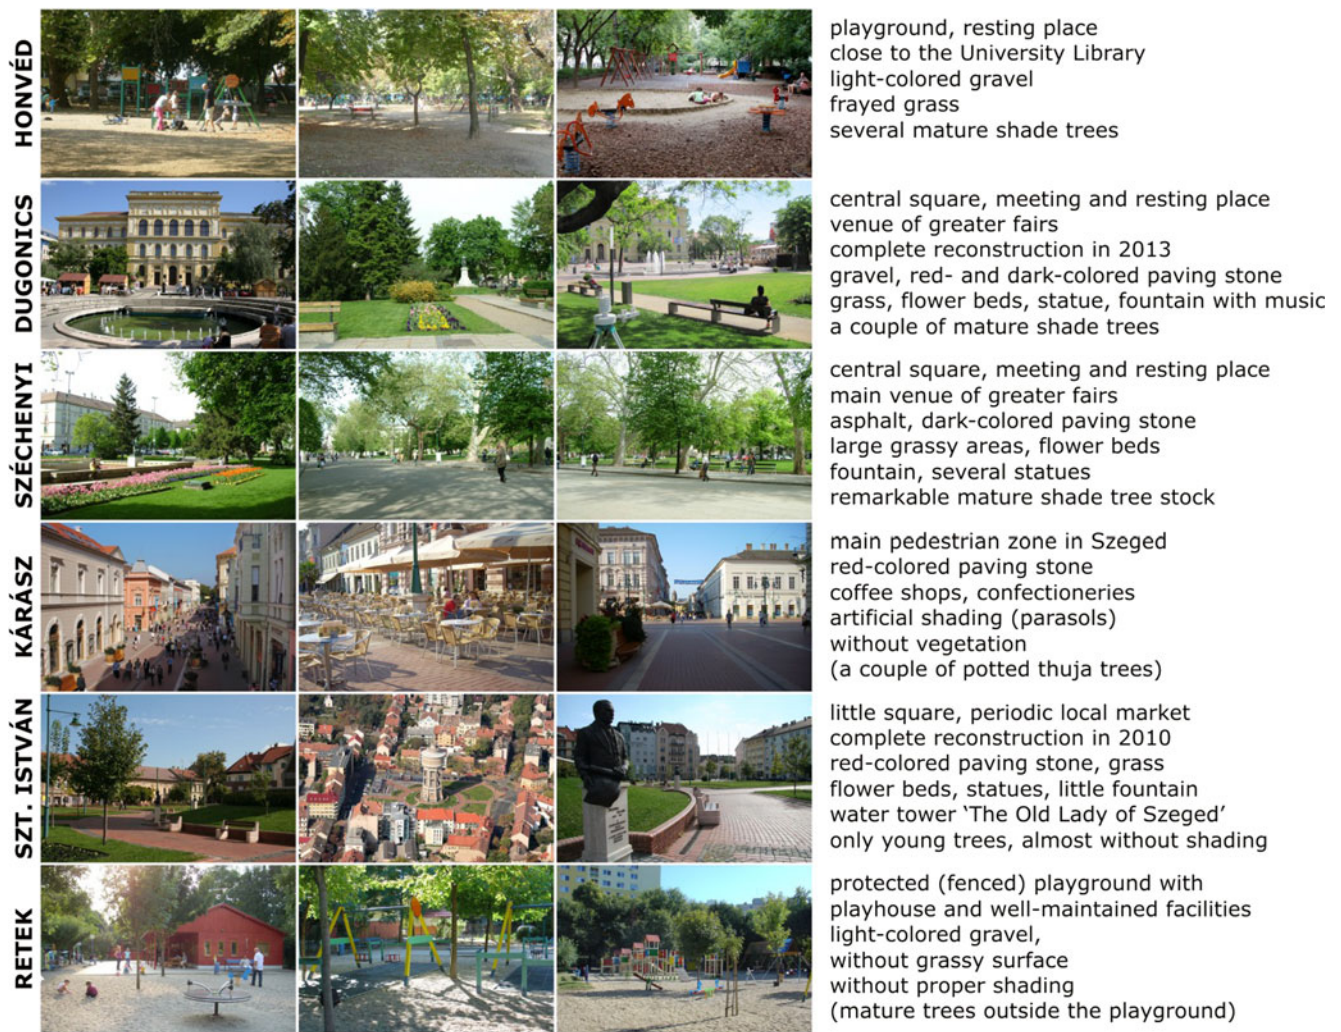 HONVÉD
playground, resting place
close to the University Library
light-colored gravel
frayed grass
several mature shade trees
DUGONICS
central square, meeting and resting place
venue of greater fairs
complete reconstruction in 2013
gravel, red- and dark-colored paving stone
grass, flower beds, statue, fountain with music
a couple of mature shade trees
SZÉCHENYI
central square, meeting and resting place
main venue of greater fairs
asphalt, dark-colored paving stone
large grassy areas, flower beds
fountain, several statues
remarkable mature shade tree stock
KÁRÁSZ
main pedestrian zone in Szeged
red-colored paving stone
coffee shops, confectioneries
artificial shading (parasols)
without vegetation
(a couple of potted thuja trees)
SZT. ISTVÁN
little square, periodic local market
complete reconstruction in 2010
red-colored paving stone, grass
flower beds, statues, little fountain
water tower ‘The Old Lady of Szeged’
only young trees, almost without shading
RETEK
protected (fenced) playground with
playhouse and well-maintained facilities
light-colored gravel,
without grassy surface
without proper shading
(mature trees outside the playground)